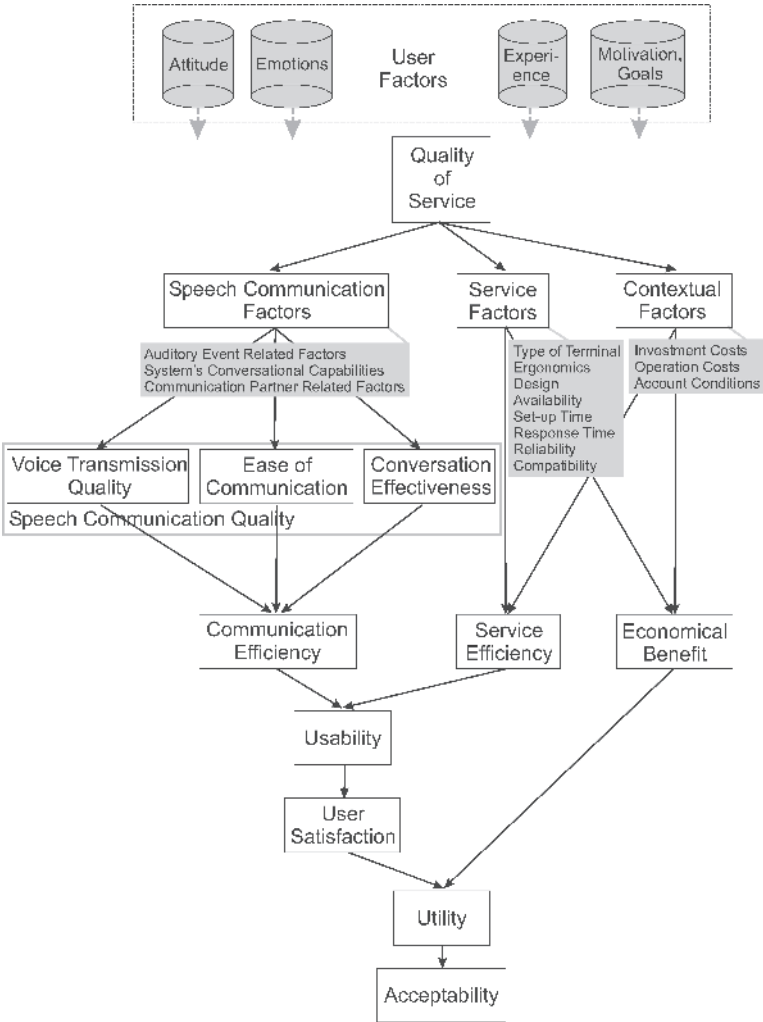 Attitude
Emotions
User
Factors
Experi-
ence
Motivation,
Goals
Quality
of
Service
Speech Communication
Factors
Service
Factors
Contextual
Factors
Auditory Event Related Factors
System's Conversational Capabilities
Communication Partner Related Factors
Type of Terminal
Ergonomics
Design
Availability
Set-up Time
Response Time
Reliability
Compatibility
Investment Costs
Operation Costs
Account Conditions
Voice Transmission
Quality
Ease of
Communication
Conversation
Effectiveness
Speech Communication Quality
Communication
Efficiency
Service
Efficiency
Economical
Benefit
Usability
User
Satisfaction
Utility
Acceptability